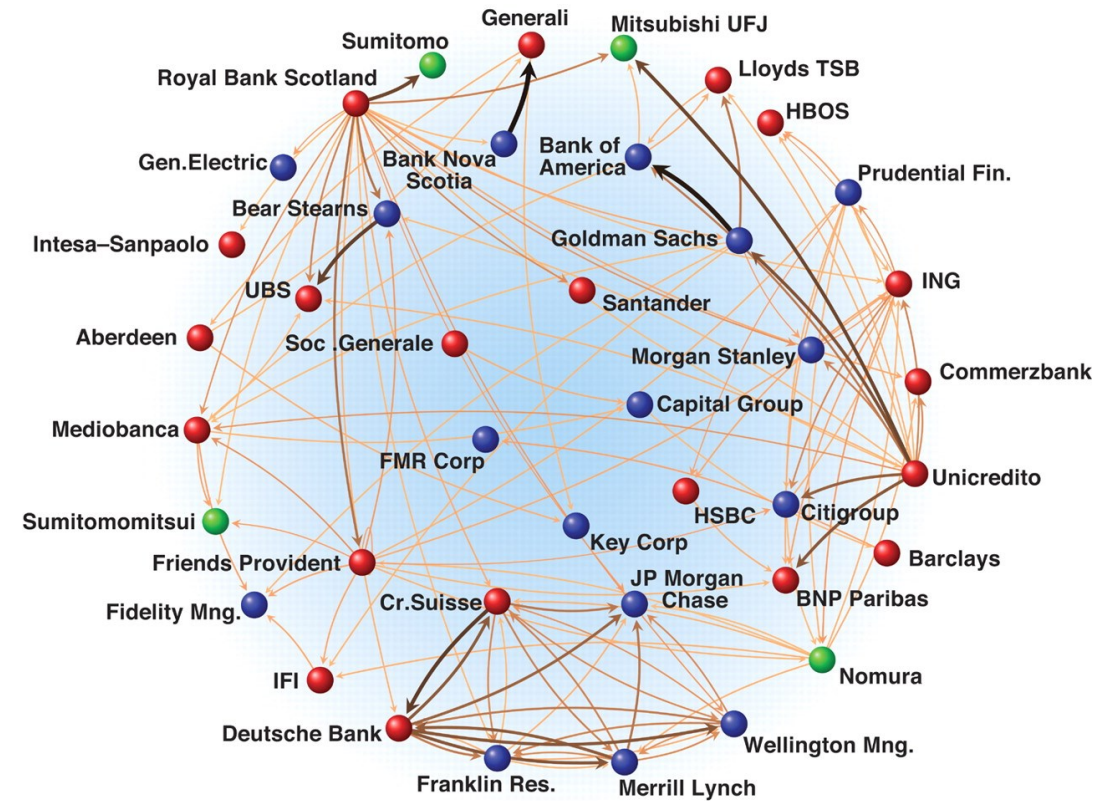 Generali
Mitsubishi UFJ
Sumitomo
Lloyds TSB
Royal Bank Scotland
HBOS
Bank Nova
Scotia
Bank of
America
Gen.Electric
Prudential Fin.
Bear Stearns
Goldman Sachs
Intesa–Sanpaolo
ING
UBS
Santander
Aberdeen
Soc .Generale
Morgan Stanley
Commerzbank
Capital Group
Mediobanca
FMR Corp
Unicredito
HSBC
Citigroup
Sumitomomitsui
Key Corp
Barclays
Friends Provident
JP Morgan
Chase
Cr.Suisse
BNP Paribas
Fidelity Mng.
IFI
Nomura
Deutsche Bank
Wellington Mng.
Franklin Res.
Merrill Lynch